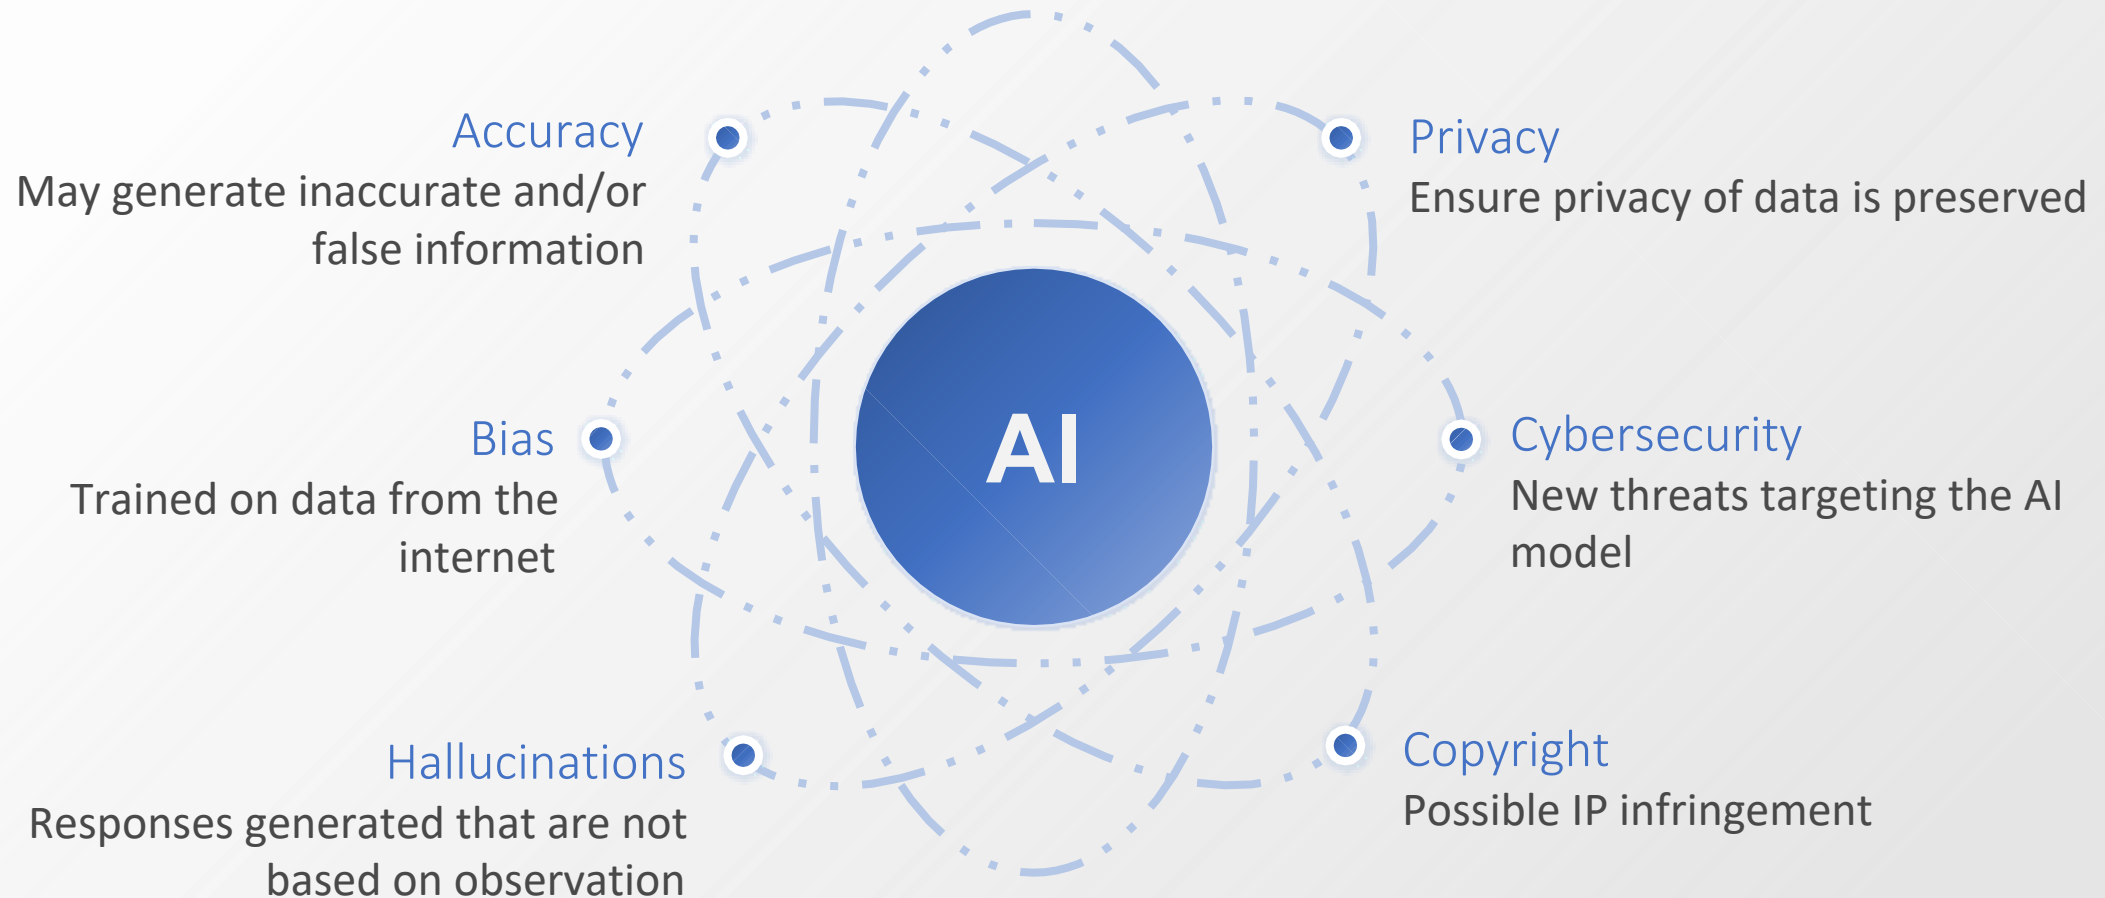 Accuracy
May generate inaccurate and/or
false information
Bias
Trained on data from the
internet
Hallucinations
Responses generated that are not
based on observation
AI
Privacy
Ensure privacy of data is preserved
Cybersecurity
New threats targeting the AI
model
Copyright
Possible IP infringement